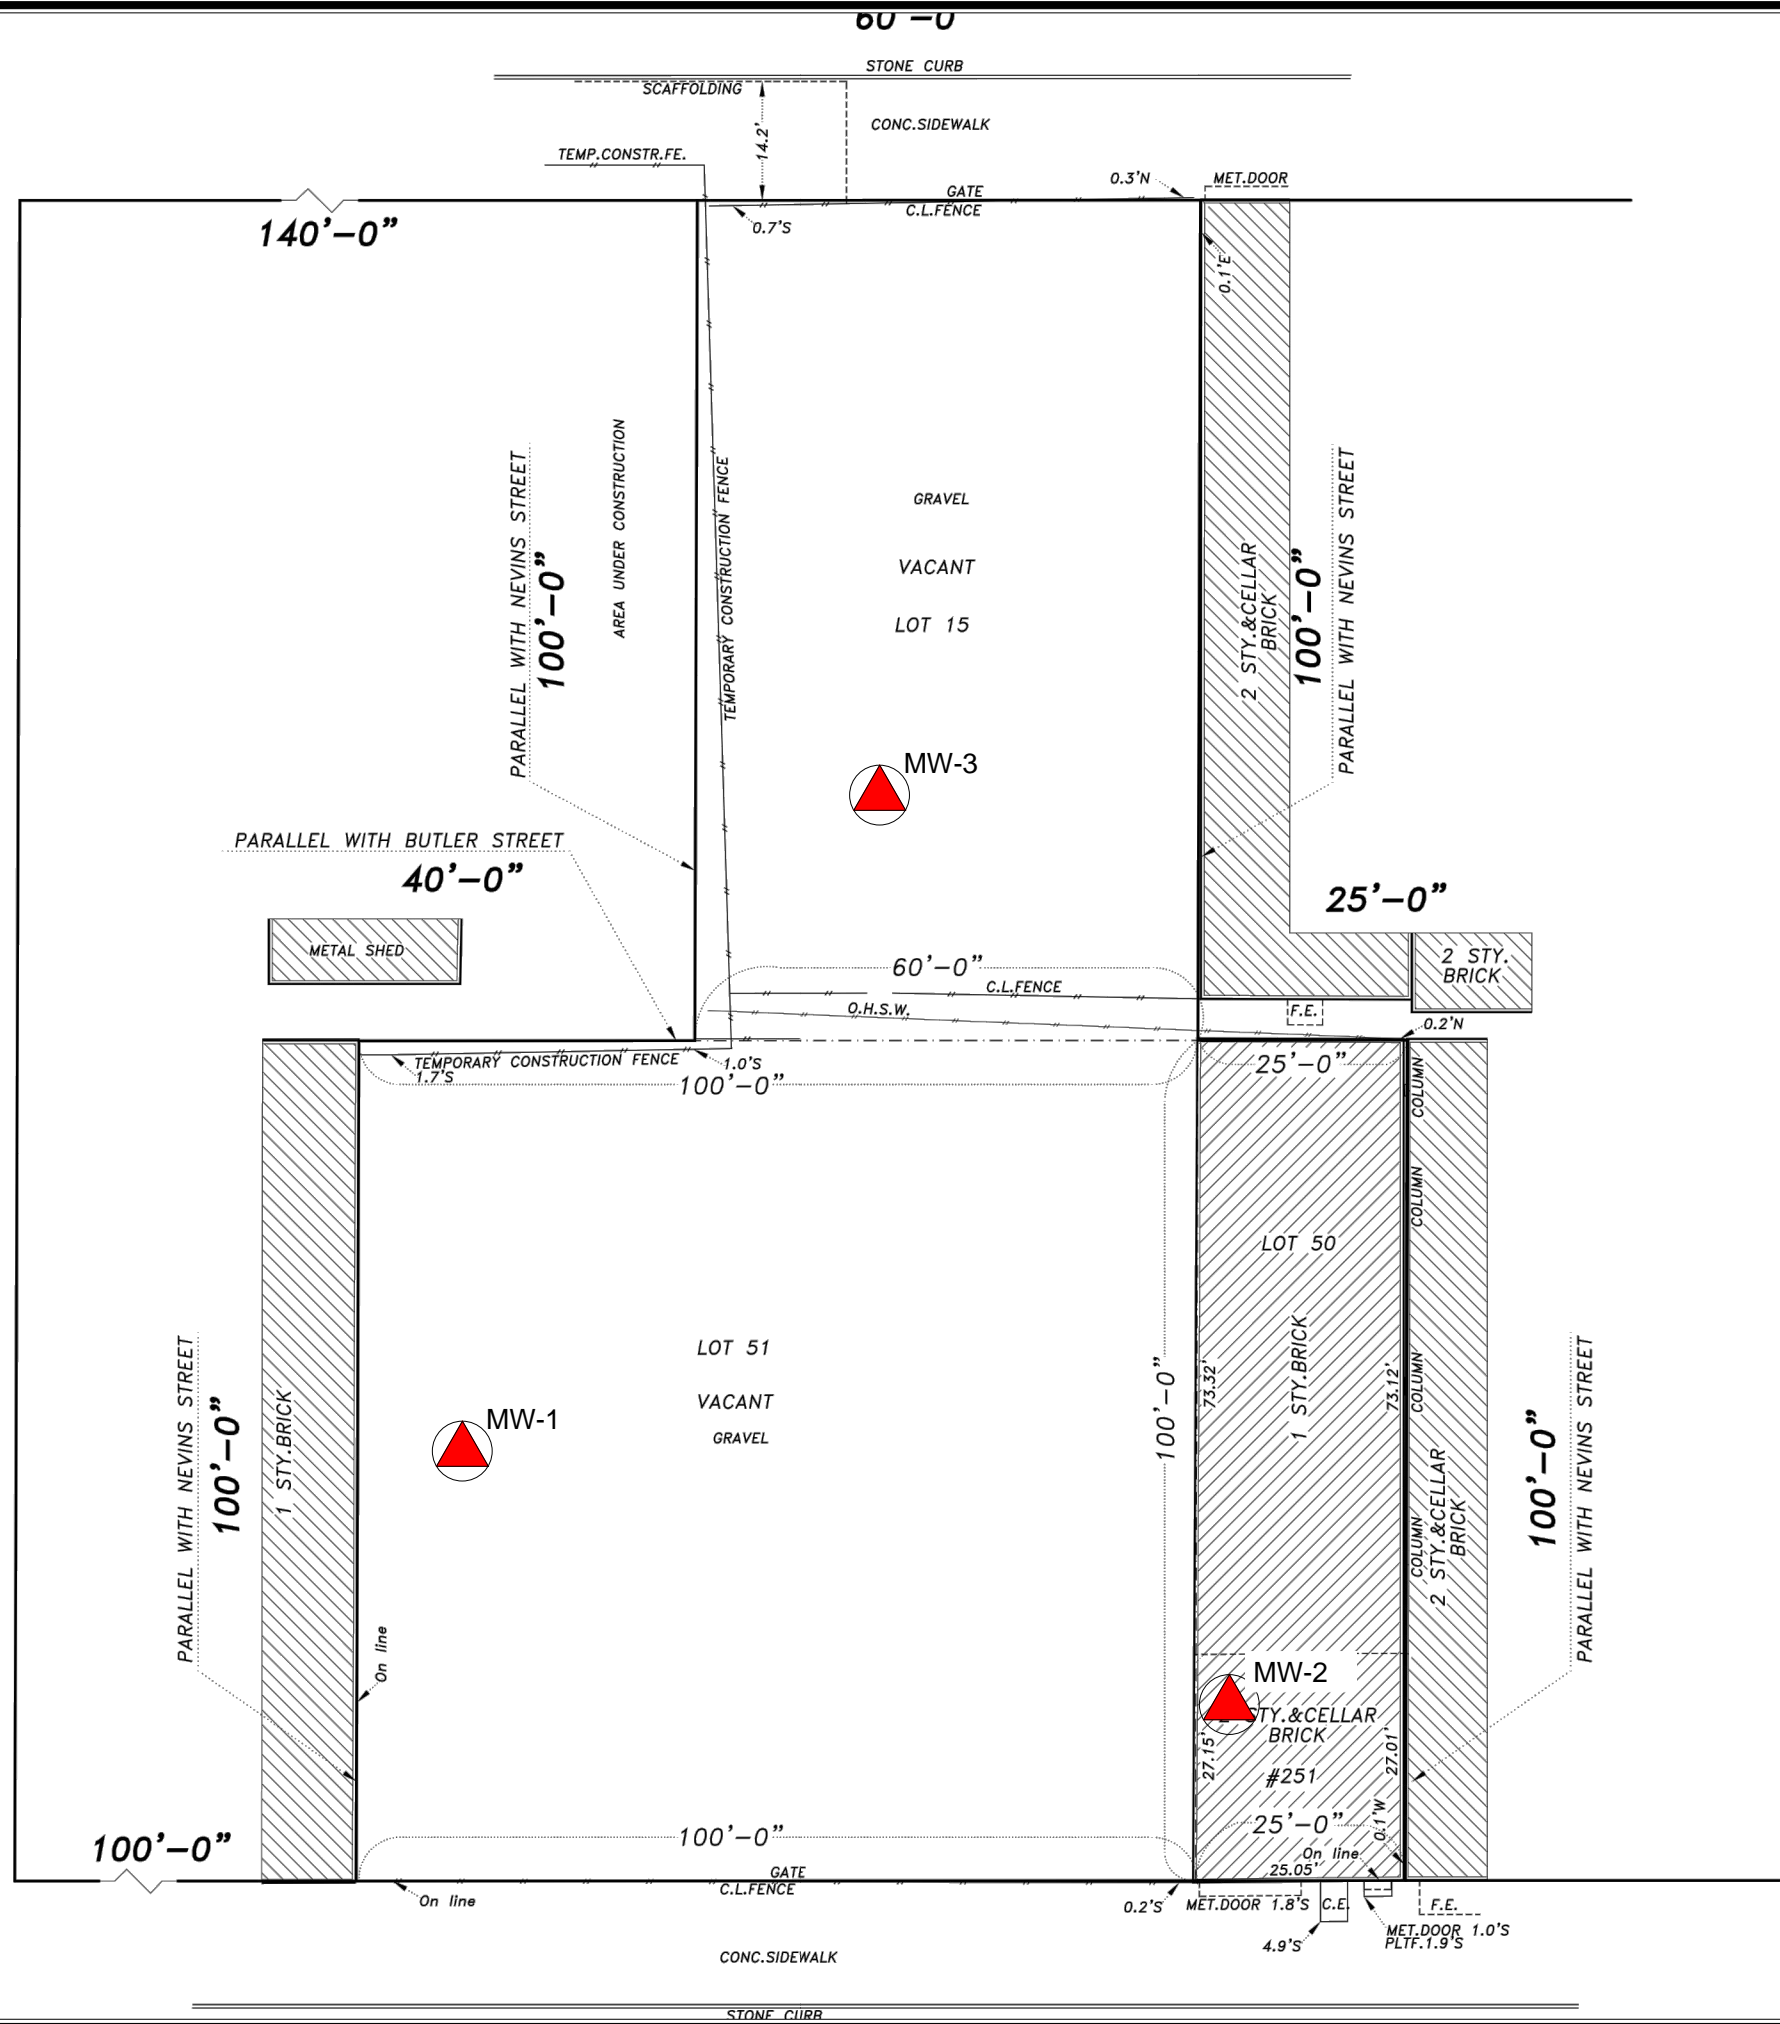 60'-0
STONE CURB
SCAFFOLDING
14.2'
CONC.SIDEWALK
TEMP.CONSTR.FE.
0.3'N
MET.DOOR
GATE
C.L.FENCE
0.7'S
140'-0"
0.1'E
PARALLEL WITH NEVINS STREET
100'-0"
AREA UNDER CONSTRUCTION
TEMPORARY CONSTRUCTION FENCE
GRAVEL
VACANT
LOT 15
2 STY.&CELLAR
BRICK
100'-0"
PARALLEL WITH NEVINS STREET
MW-3
PARALLEL WITH BUTLER STREET
40'-0"
25'-0"
METAL SHED
2 STY.
BRICK
60'-0"
C.L.FENCE
O.H.S.W.
F.E.
0.2'N
TEMPORARY CONSTRUCTION FENCE
1.7'S
1.0'S
100'-0"
25'-0"
COLUMN
COLUMN
LOT 50
LOT 51
VACANT
GRAVEL
MW-1
100'-0"
73.32'
1 STY.BRICK
73.12'
COLUMN
PARALLEL WITH NEVINS STREET
100'-0"
1 STY.BRICK
COLUMN
2 STY.&CELLAR
BRICK
100'-0"
PARALLEL WITH NEVINS STREET
On line
MW-2
STY.&CELLAR
BRICK
27.15'
27.01'
#251
100'-0"
100'-0"
25'-0"
0.1'W
On line
25.05'
GATE
C.L.FENCE
On line
0.2'S
MET.DOOR 1.8'S
C.E.
F.E.
MET.DOOR 1.0'S
PLTF.1.9'S
4.9'S
CONC.SIDEWALK
STONE CURB